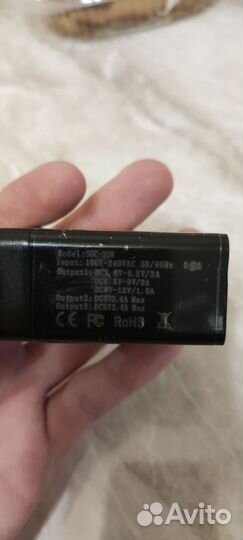 Model:SDC-30W
Input:100V-240VAC 50/60Hz
Output1:DC3.6V-6.5V/3A
DC6.5V-9V/2A
DC9V-12V/1.5A
Output2:DC5V2.4A Max
Output3:DC5V2.4A Max
CE FC RoHS
Avito